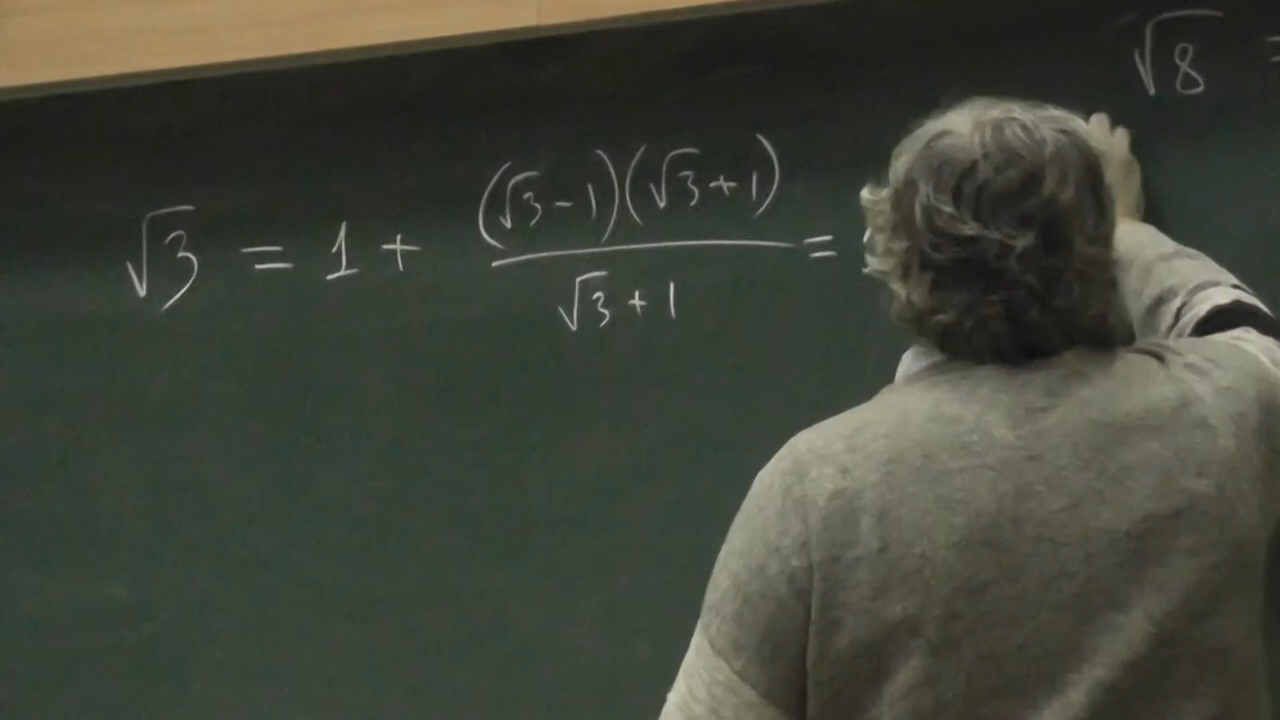 √8 =
√3 = 1 + (√3 - 1)(√3 + 1) / √3 + 1 =